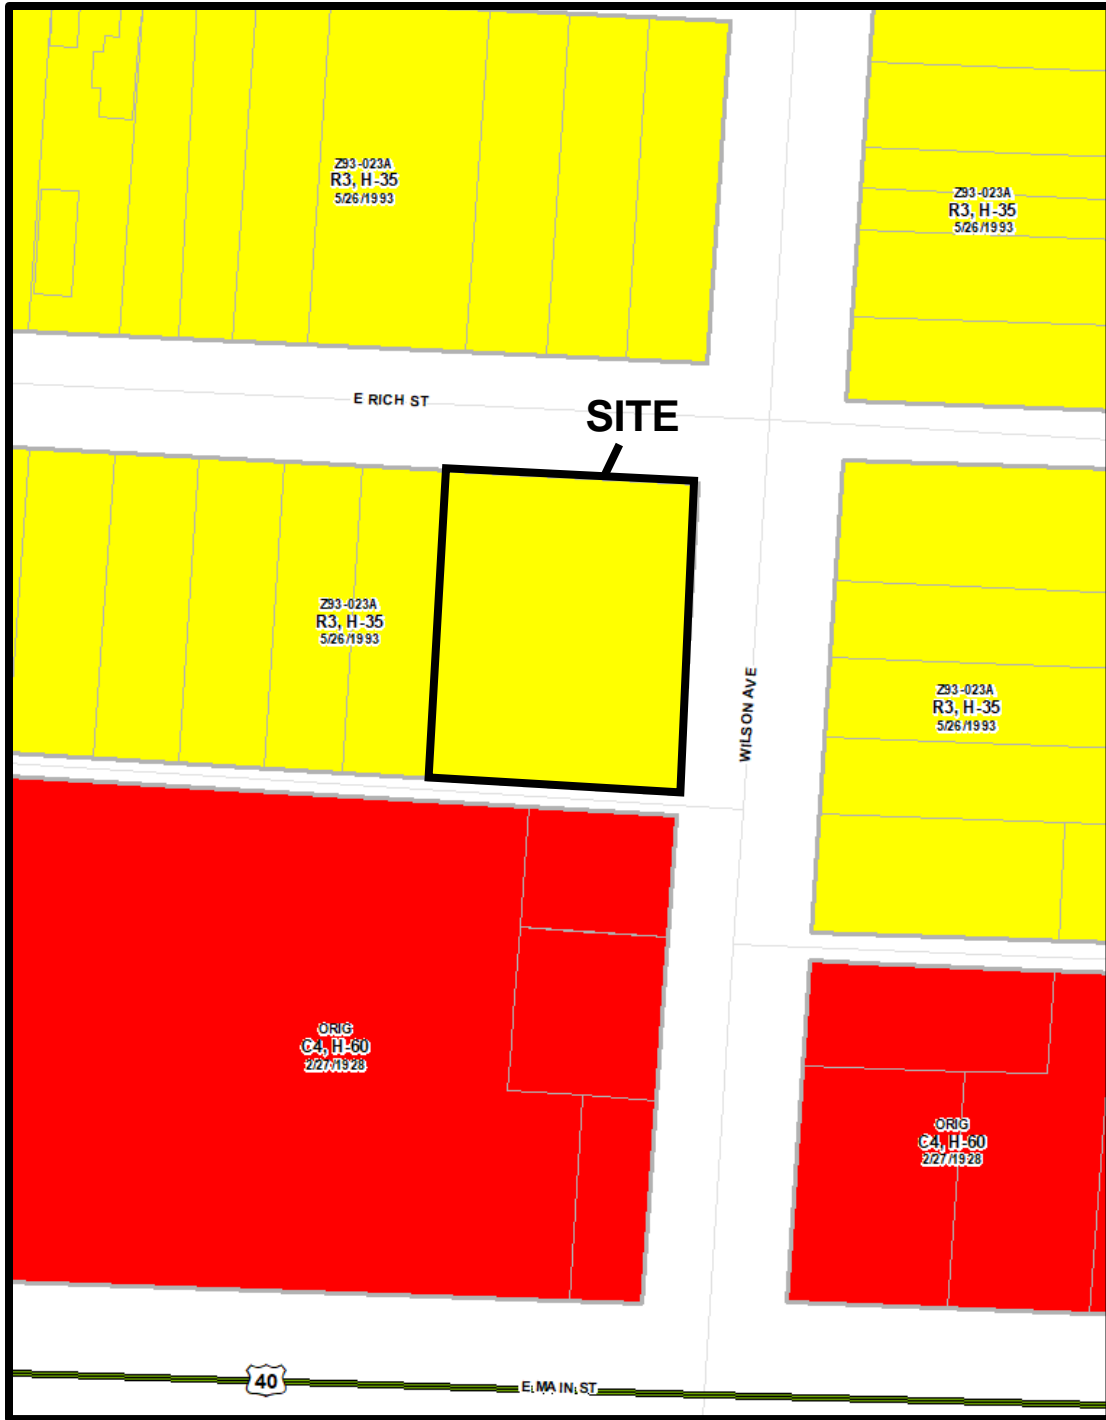 Z93-023A
R3, H-35
5/26/1993
Z93-023A
R3, H-35
5/26/1993
E RICH ST
SITE
Z93-023A
R3, H-35
5/26/1993
WILSON AVE
Z93-023A
R3, H-35
5/26/1993
ORIG
C4, H-60
2/27/1928
ORIG
C4, H-60
2/27/1928
40
E MAIN ST